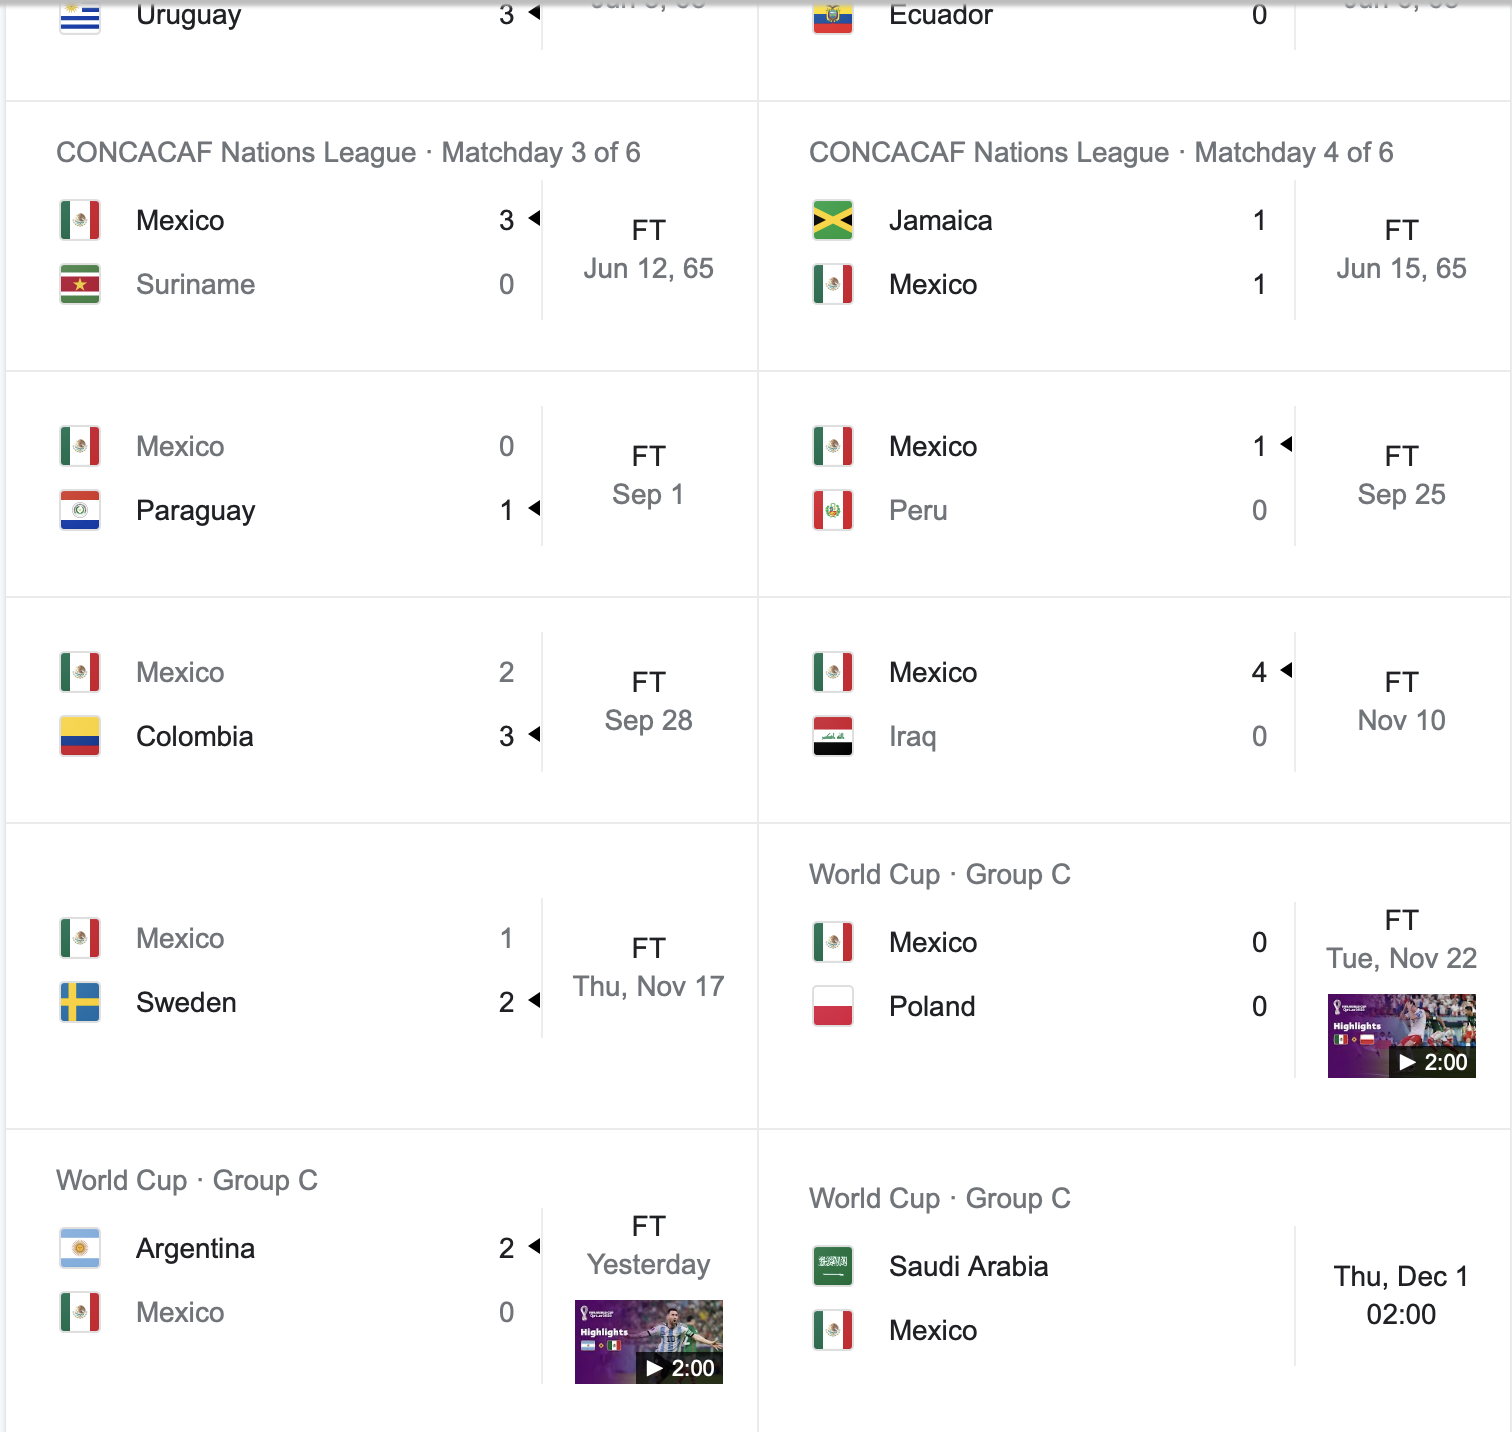 Uruguay 3
Ecuador 0
CONCACAF Nations League · Matchday 3 of 6
Mexico 3
Suriname 0
FT
Jun 12, 65
CONCACAF Nations League · Matchday 4 of 6
Jamaica 1
Mexico 1
FT
Jun 15, 65
Mexico 0
Paraguay 1
FT
Sep 1
Mexico 1
Peru 0
FT
Sep 25
Mexico 2
Colombia 3
FT
Sep 28
Mexico 4
Iraq 0
FT
Nov 10
Mexico 1
Sweden 2
FT
Thu, Nov 17
World Cup · Group C
Mexico 0
Poland 0
FT
Tue, Nov 22
Highlights
2:00
World Cup · Group C
Argentina 2
Mexico 0
FT
Yesterday
Highlights
2:00
World Cup · Group C
Saudi Arabia
Mexico
Thu, Dec 1
02:00